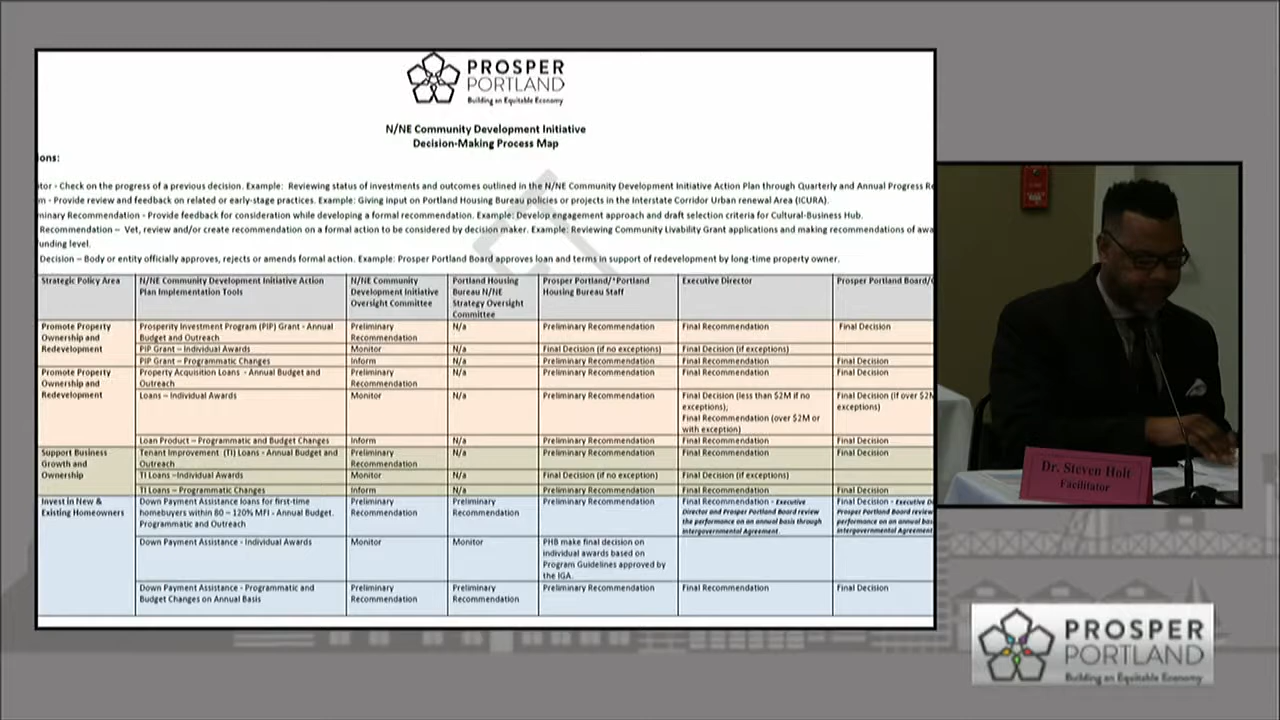 PROSPER
PORTLAND
Building an Equitable Economy
N/NE Community Development Initiative
Decision-Making Process Map
ons:
tor - Check on the progress of a previous decision. Example: Reviewing status of investments and outcomes outlined in the N/NE Community Development Initiative Action Plan through Quarterly and Annual Progress Re
m - Provide review and feedback on related or early-stage practices. Example: Giving input on Portland Housing Bureau policies or projects in the Interstate Corridor Urban renewal Area (ICURA).
minary Recommendation - Provide feedback for consideration while developing a formal recommendation. Example: Develop engagement approach and draft selection criteria for Cultural-Business Hub.
Recommendation – Vet, review and/or create recommendation on a formal action to be considered by decision maker. Example: Reviewing Community Livability Grant applications and making recommendations of awa
unding level.
Decision – Body or entity officially approves, rejects or amends formal action. Example: Prosper Portland Board approves loan and terms in support of redevelopment by long-time property owner.
Strategic Policy Area
N/NE Community Development Initiative Action
Plan Implementation Tools
N/NE Community
Development Initiative
Oversight Committee
Portland Housing
Bureau N/NE
Strategy Oversight
Committee
Prosper Portland/*Portland
Housing Bureau Staff
Executive Director
Prosper Portland Board/
Promote Property
Ownership and
Redevelopment
Prosperity Investment Program (PIP) Grant - Annual
Budget and Outreach
Preliminary
Recommendation
N/a
Preliminary Recommendation
Final Recommendation
Final Decision
PIP Grant – Individual Awards
Monitor
N/a
Final Decision (if no exceptions)
Final Decision (if exceptions)
PIP Grant – Programmatic Changes
Inform
N/a
Preliminary Recommendation
Final Recommendation
Final Decision
Promote Property
Ownership and
Redevelopment
Property Acquisition Loans - Annual Budget and
Outreach
Preliminary
Recommendation
N/a
Preliminary Recommendation
Final Recommendation
Final Decision
Loans – Individual Awards
Monitor
N/a
Preliminary Recommendation
Final Decision (less than $2M if no
exceptions),
Final Recommendation (over $2M or
with exception)
Final Decision (if over $2M
exceptions)
Loan Product – Programmatic and Budget Changes
Inform
N/a
Preliminary Recommendation
Final Recommendation
Final Decision
Support Business
Growth and
Ownership
Tenant Improvement (TI) Loans - Annual Budget and
Outreach
Preliminary
Recommendation
N/a
Preliminary Recommendation
Final Recommendation
Final Decision
TI Loans –Individual Awards
Monitor
N/a
Final Decision (if no exception)
Final Decision (if exceptions)
TI Loans – Programmatic Changes
Inform
N/a
Preliminary Recommendation
Final Recommendation
Final Decision
Invest in New &
Existing Homeowners
Down Payment Assistance loans for first-time
homebuyers within 80 – 120% MFI - Annual Budget.
Programmatic and Outreach
Preliminary
Recommendation
Preliminary
Recommendation
Preliminary Recommendation
Final Recommendation - Executive
Director and Prosper Portland Board review
the performance on an annual basis through
Intergovernmental Agreement.
Final Decision - Executive D
Prosper Portland Board review
performance on an annual bas
Intergovernmental Agreement
Down Payment Assistance - Individual Awards
Monitor
Monitor
PHB make final decision on
individual awards based on
Program Guidelines approved by
the IGA.
Down Payment Assistance - Programmatic and
Budget Changes on Annual Basis
Preliminary
Recommendation
Preliminary
Recommendation
Preliminary Recommendation
Final Recommendation
Final Decision
Dr. Steven Holt
Facilitator
PROSPER
PORTLAND
Building an Equitable Economy